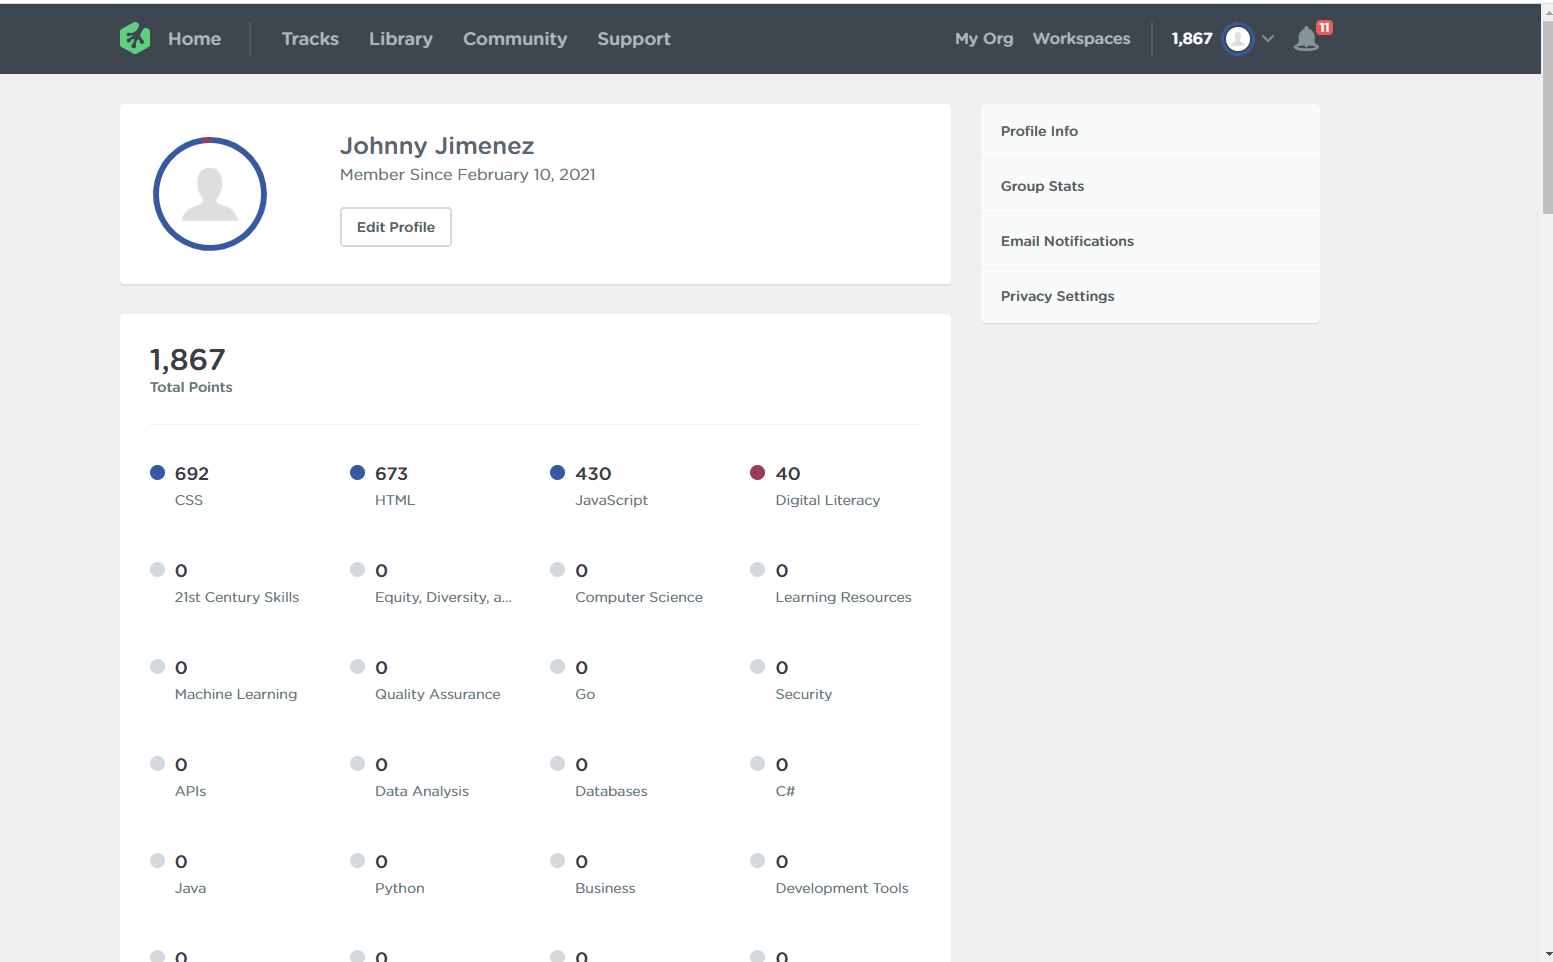 Home Tracks Library Community Support My Org Workspaces 1,867 11
Johnny Jimenez
Member Since February 10, 2021
Edit Profile
Profile Info
Group Stats
Email Notifications
Privacy Settings
1,867
Total Points
692 673 430 40
CSS HTML JavaScript Digital Literacy
0 0 0 0
21st Century Skills Equity, Diversity, a... Computer Science Learning Resources
0 0 0 0
Machine Learning Quality Assurance Go Security
0 0 0 0
APIs Data Analysis Databases C#
0 0 0 0
Java Python Business Development Tools
0 0 0 0